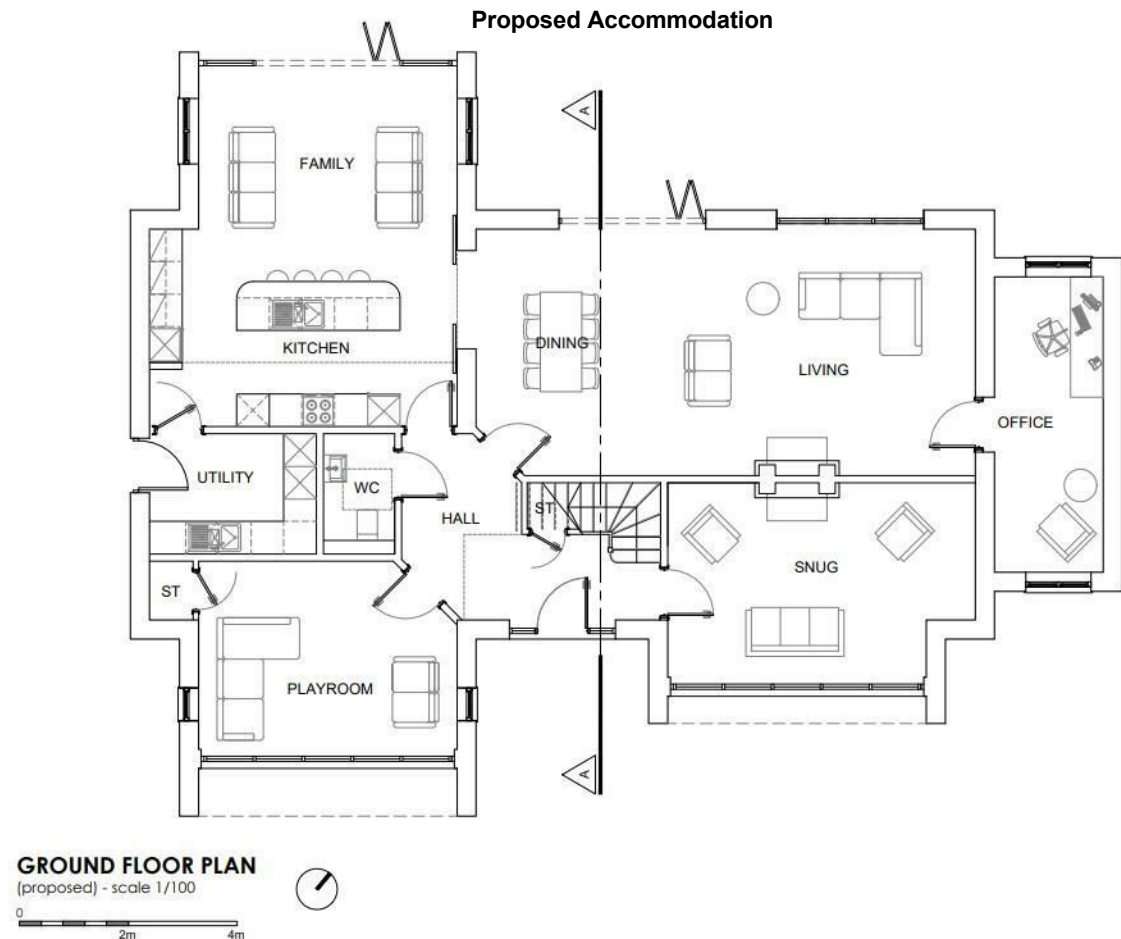 Proposed Accommodation
A
FAMILY
KITCHEN
DINING
LIVING
OFFICE
UTILITY
WC
HALL
ST
SNUG
ST
PLAYROOM
A
GROUND FLOOR PLAN
(proposed) - scale 1/100
0
2m 4m